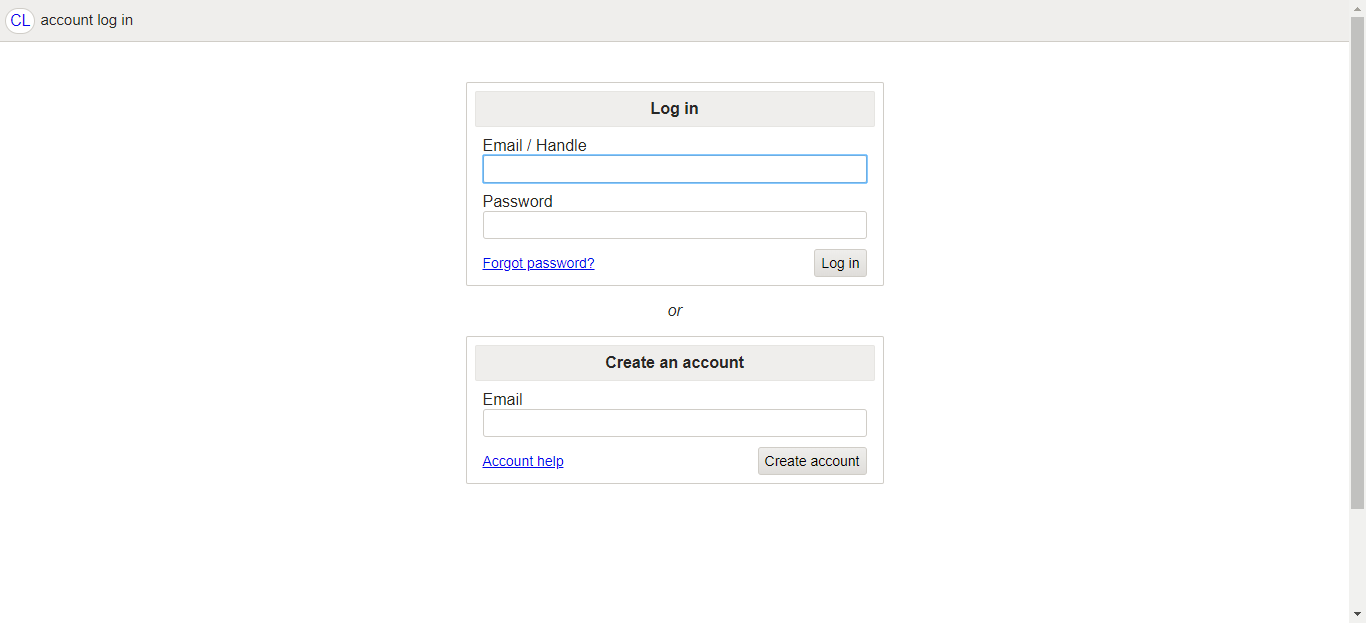 CL account log in
Log in
Email / Handle
Password
Forgot password? Log in
or
Create an account
Email
Account help Create account